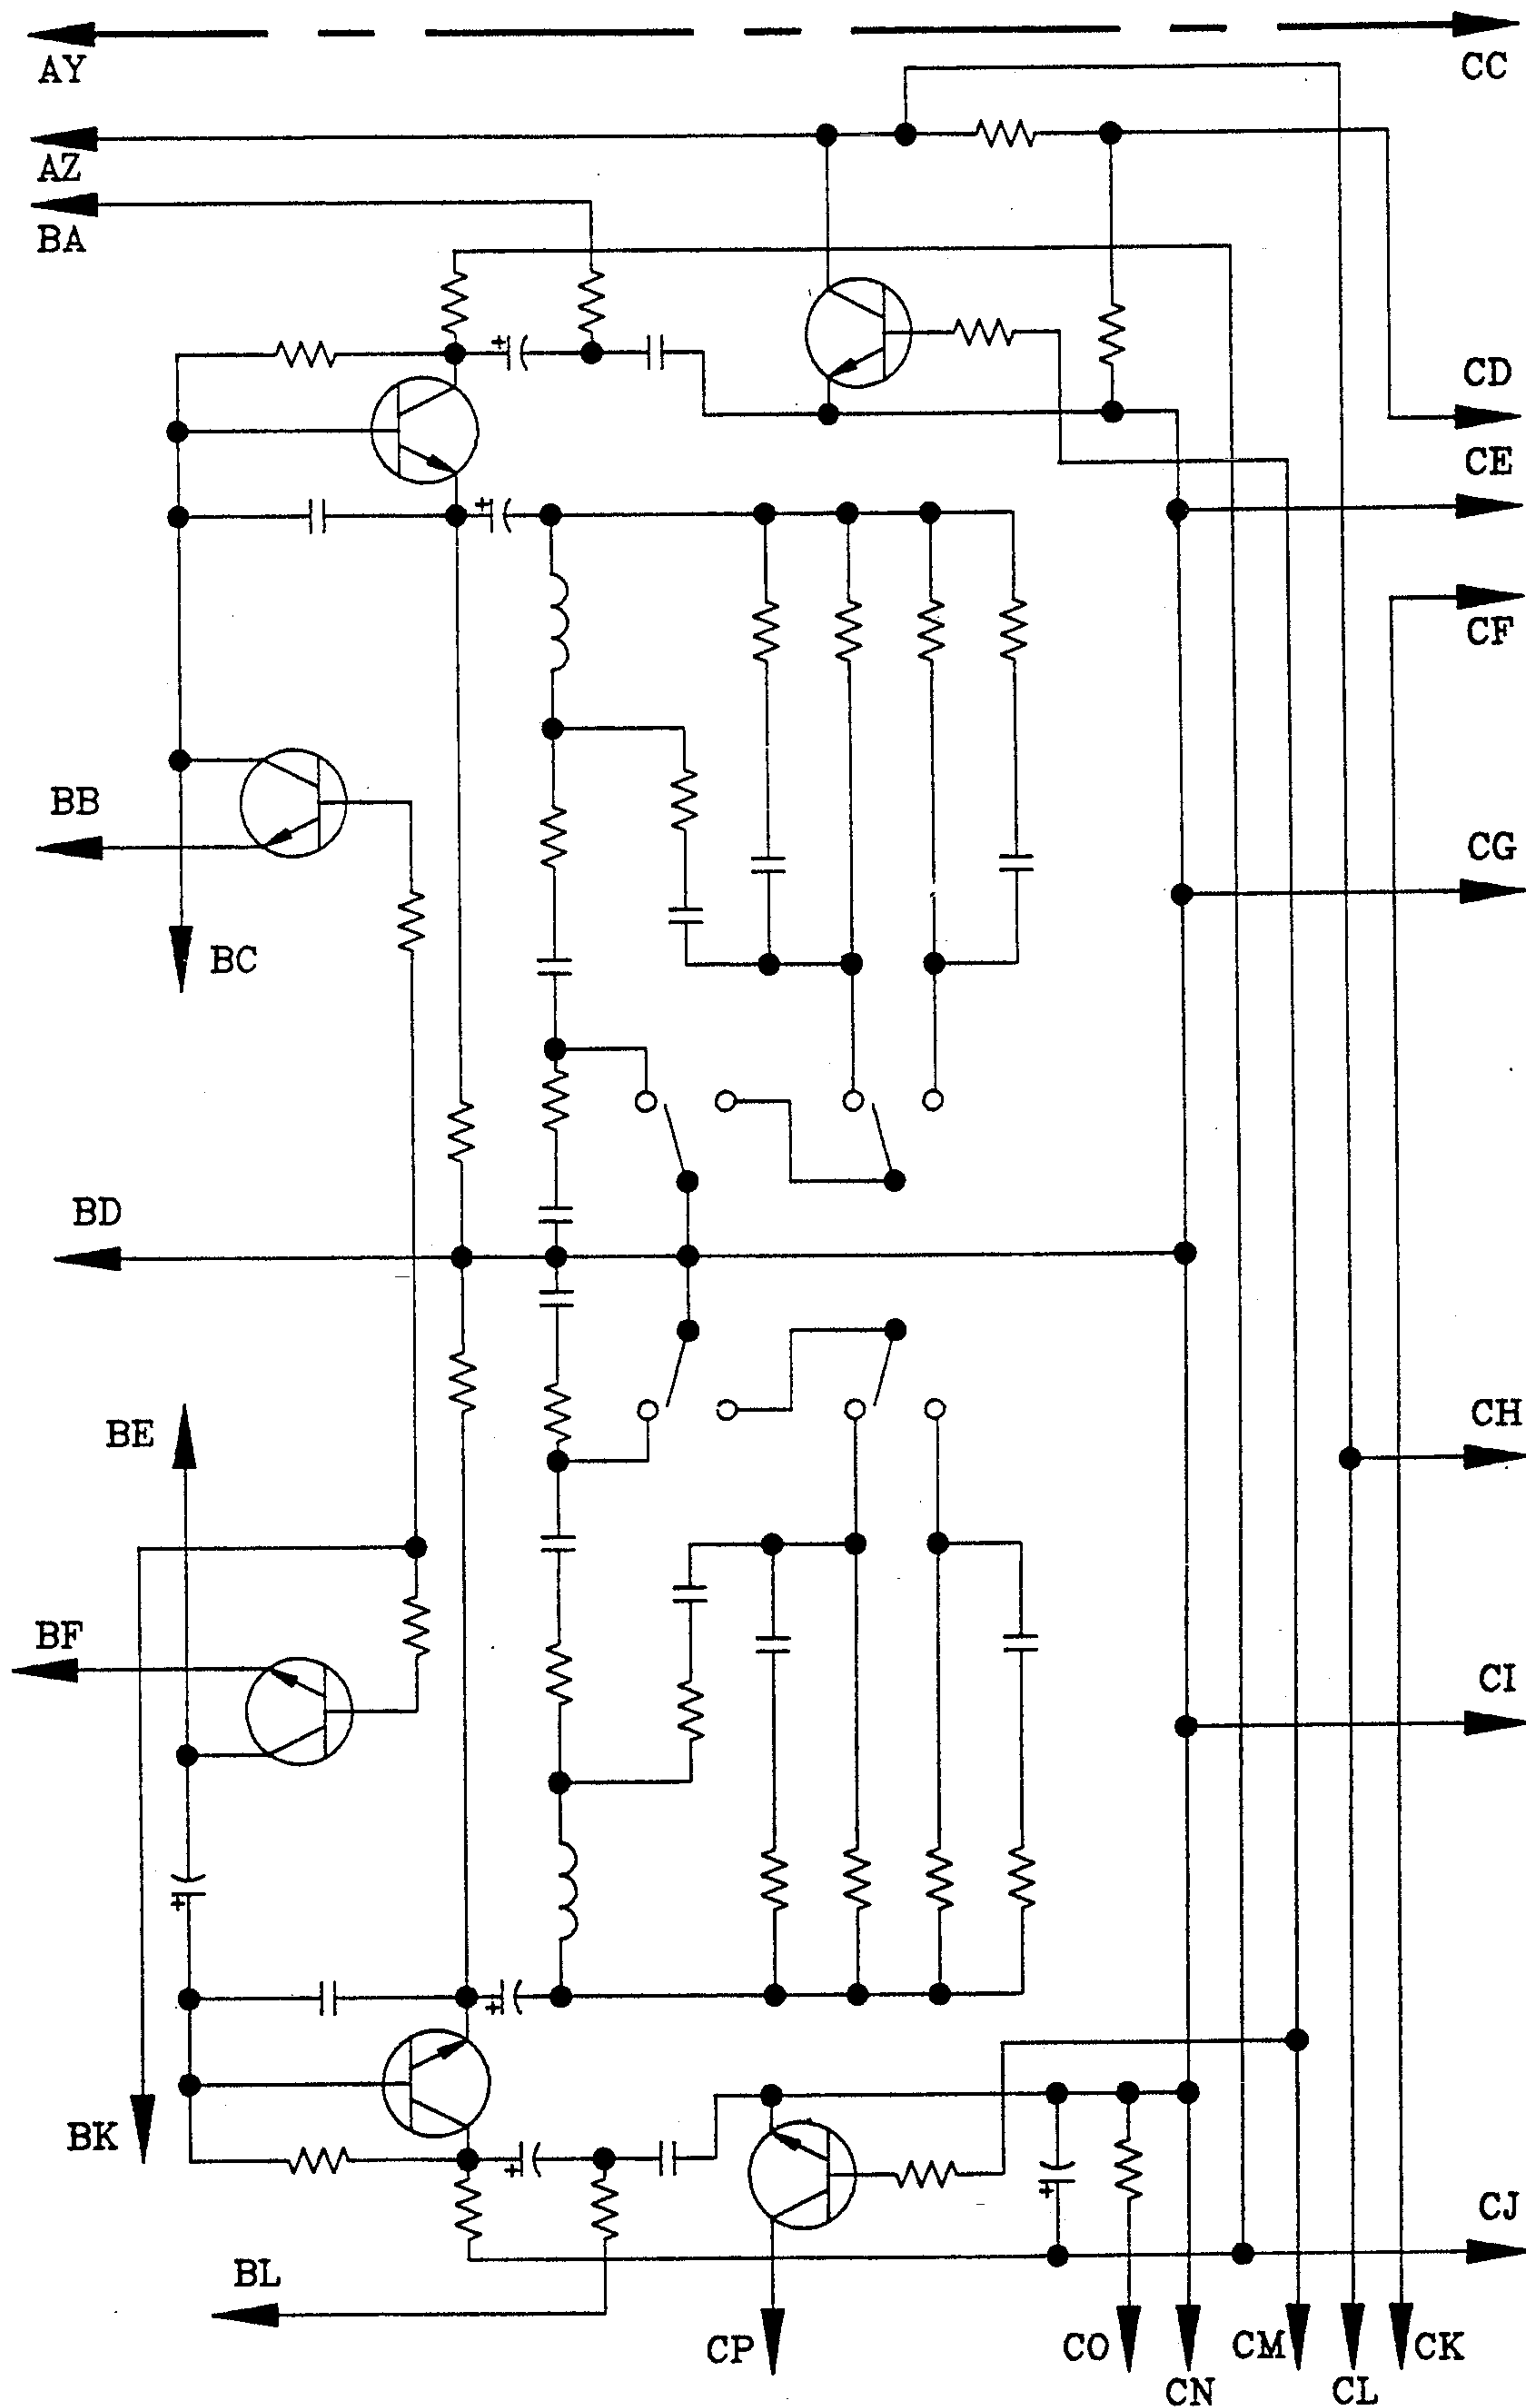 AY
CC
AZ
BA
CD
CE
CF
BB
CG
BC
BD
BE
CH
BF
CI
BK
CJ
BL
CP
CO
CN
CM
CL
CK
+
+
+
+
+
+
+